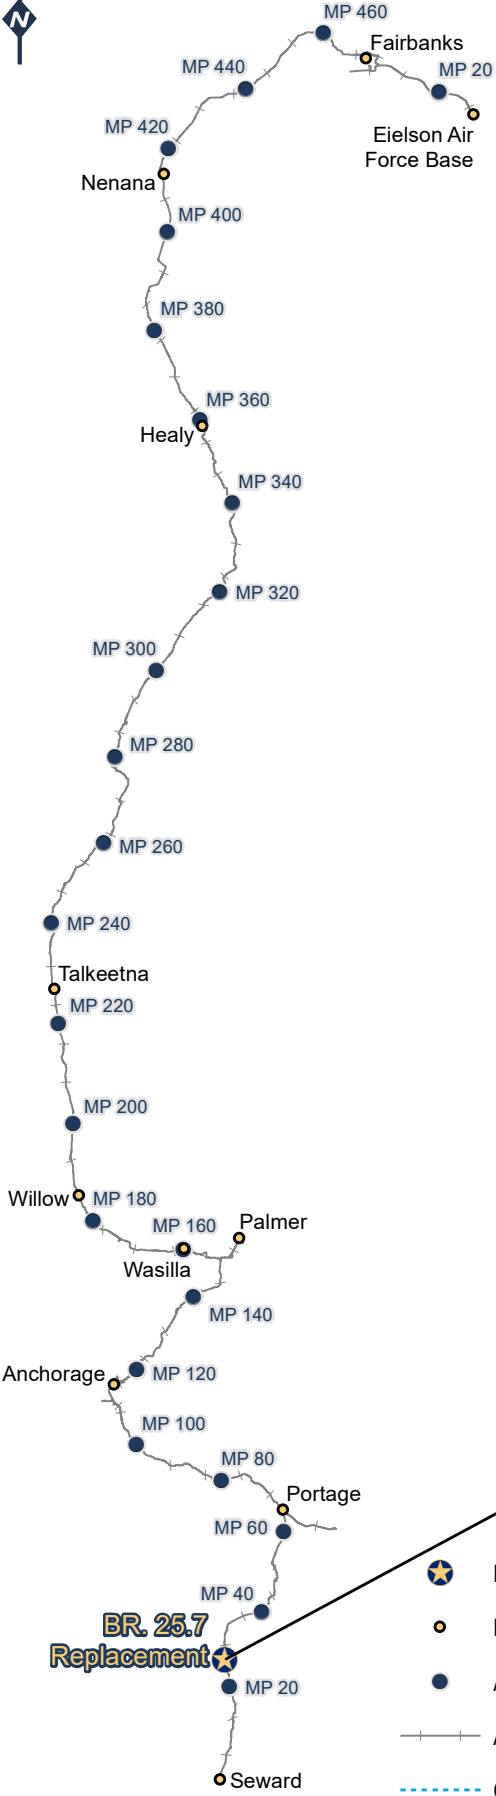 N
MP 460
Fairbanks
MP 440
MP 20
Eielson Air
Force Base
MP 420
Nenana
MP 400
MP 380
MP 360
Healy
MP 340
MP 320
MP 300
MP 280
MP 260
MP 240
Talkeetna
MP 220
MP 200
Willow
MP 180
MP 160
Palmer
Wasilla
MP 140
Anchorage
MP 120
MP 100
MP 80
Portage
MP 60
MP 40
BR. 25.7
Replacement
MP 20
Seward